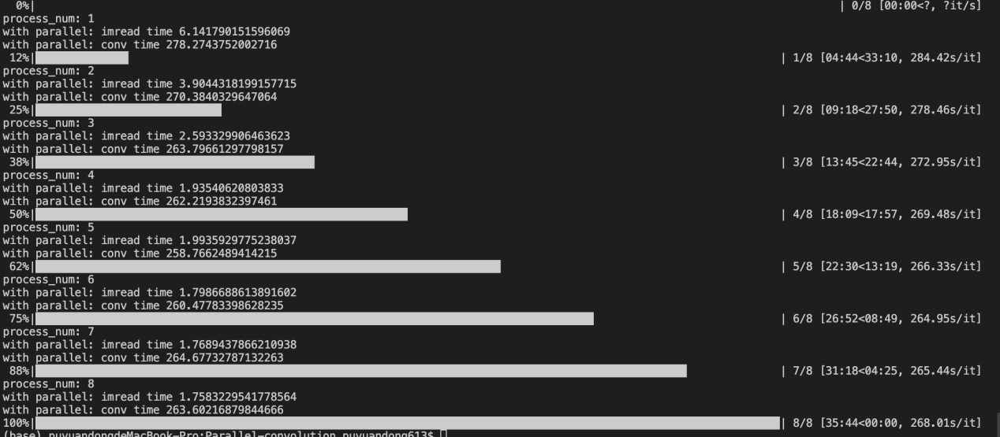 0%| | 0/8 [00:00<?, ?it/s]
process_num: 1
with parallel: imread time 6.141790151596069
with parallel: conv time 278.2743752002716
12%| | 1/8 [04:44<33:10, 284.42s/it]
process_num: 2
with parallel: imread time 3.9044318199157715
with parallel: conv time 270.3840329647064
25%| | 2/8 [09:18<27:50, 278.46s/it]
process_num: 3
with parallel: imread time 2.593329906463623
with parallel: conv time 263.79661297798157
38%| | 3/8 [13:45<22:44, 272.95s/it]
process_num: 4
with parallel: imread time 1.93540620803833
with parallel: conv time 262.2193832397461
50%| | 4/8 [18:09<17:57, 269.48s/it]
process_num: 5
with parallel: imread time 1.9935929775238037
with parallel: conv time 258.7662489414215
62%| | 5/8 [22:30<13:19, 266.33s/it]
process_num: 6
with parallel: imread time 1.7986688613891602
with parallel: conv time 260.47783398628235
75%| | 6/8 [26:52<08:49, 264.95s/it]
process_num: 7
with parallel: imread time 1.7689437866210938
with parallel: conv time 264.67732787132263
88%| | 7/8 [31:18<04:25, 265.44s/it]
process_num: 8
with parallel: imread time 1.7583229541778564
with parallel: conv time 263.60216879844666
100%| | 8/8 [35:44<00:00, 268.01s/it]
(base) puyuandongdeMacBook-Pro:Parallel-convolution puyuandong613$